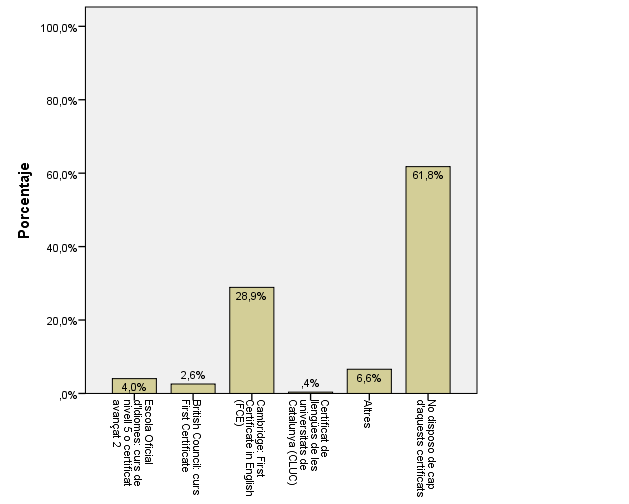 100,0%
80,0%
60,0%
40,0%
20,0%
,0%
Porcentaje
4,0%
2,6%
28,9%
,4%
6,6%
61,8%
Escola Oficial
d'Idiomes: curs de
nivell 5 o certificat
avançat 2
British Council: curs
First Certificate
Cambridge: First
Certificate in English
(FCE)
Certificat de
llengües de les
universitats de
Catalunya (CLUC)
Altres
No disposo de cap
d'aquests certificats